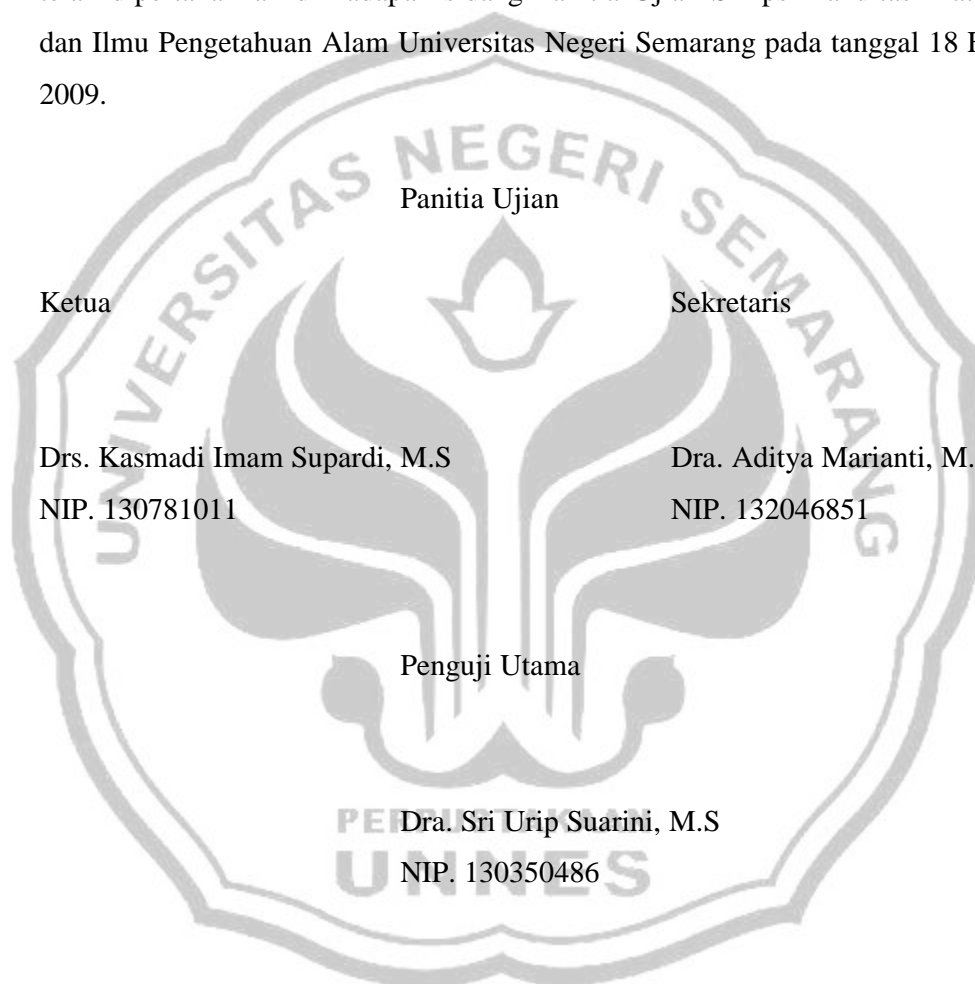 dan Ilmu Pengetahuan Alam Universitas Negeri Semarang pada tanggal 18
2009.
UNIVERSITAS NEGERI SEMARANG
Panitia Ujian
Ketua Sekretaris
Drs. Kasmadi Imam Supardi, M.S Dra. Aditya Marianti, M.
NIP. 130781011 NIP. 132046851
Penguji Utama
PERPUSTAKAAN
Dra. Sri Urip Suarini, M.S
UNNES
NIP. 130350486